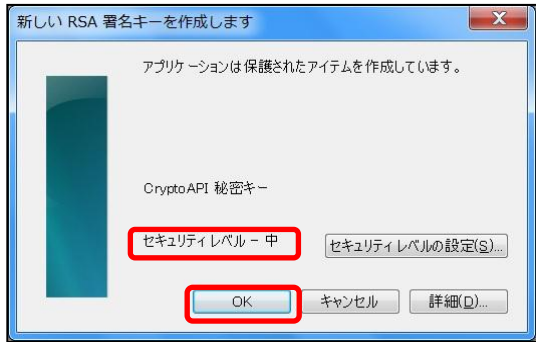 新しい RSA 署名キーを作成します
アプリケーションは保護されたアイテムを作成しています。
CryptoAPI 秘密キー
セキュリティ レベル - 中
セキュリティ レベルの設定(S)...
OK
キャンセル
詳細(D)...